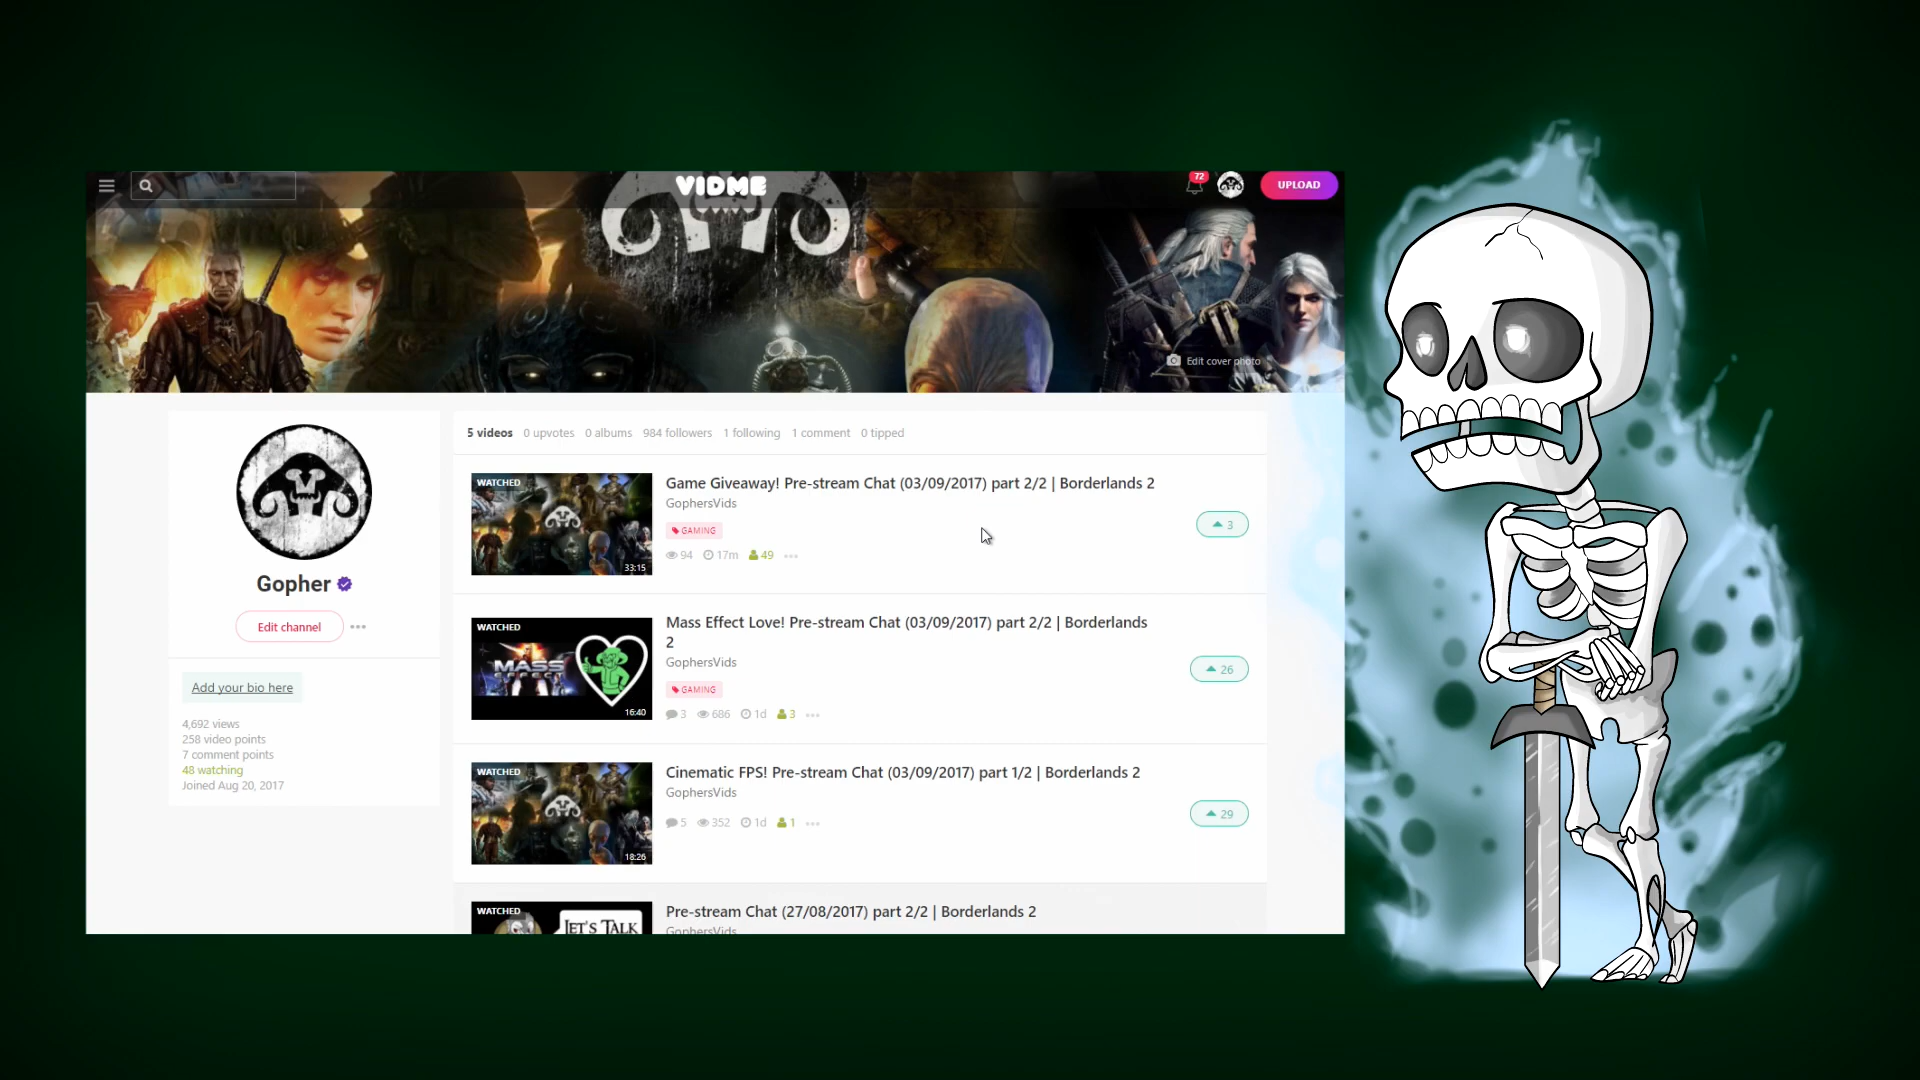 VIDME
72
UPLOAD
Edit cover photo
5 videos 0 upvotes 0 albums 984 followers 1 following 1 comment 0 tipped
Gopher
Edit channel
Add your bio here
4,692 views
258 video points
7 comment points
48 watching
Joined Aug 20, 2017
WATCHED
33:15
Game Giveaway! Pre-stream Chat (03/09/2017) part 2/2 | Borderlands 2
GophersVids
GAMING
94 17m 49
3
WATCHED
MASS
EFFECT
16:40
Mass Effect Love! Pre-stream Chat (03/09/2017) part 2/2 | Borderlands
2
GophersVids
GAMING
3 686 1d 3
26
WATCHED
18:26
Cinematic FPS! Pre-stream Chat (03/09/2017) part 1/2 | Borderlands 2
GophersVids
5 352 1d 1
29
WATCHED
LET'S TALK
Pre-stream Chat (27/08/2017) part 2/2 | Borderlands 2
GophersVids